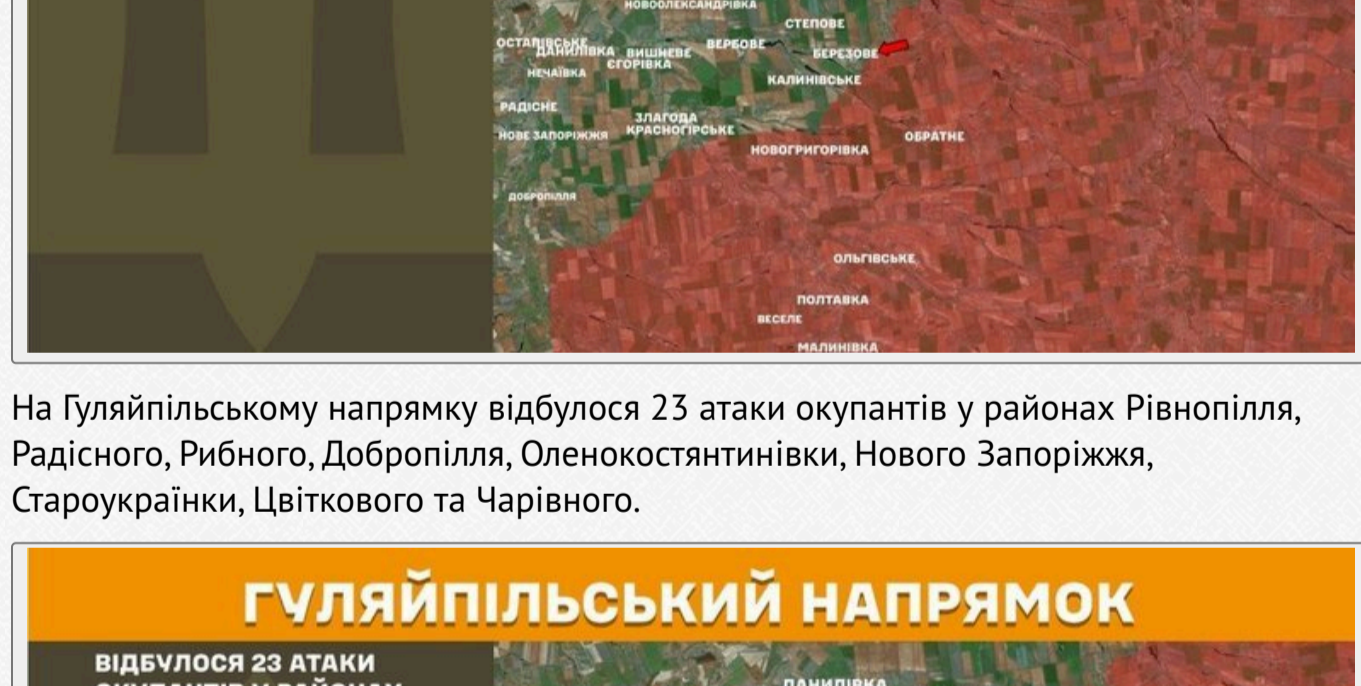 НОВООЛЕКСАНДРІВКА
СТЕПОВЕ
ОСТАПІВСЬКЕ
ДАНИЛІВКА
ВИШНЕВЕ
ВЕРБОВЕ
БЕРЕЗОВЕ
ЄГОРІВКА
НЕЧАЇВКА
КАЛИНІВСЬКЕ
РАДІСНЕ
ЗЛАГОДА
НОВЕ ЗАПОРІЖЖЯ
КРАСНОГІРСЬКЕ
ОБРАТНЕ
НОВОГРИГОРІВКА
ДОБРОПІЛЛЯ
ОЛЬГІВСЬКЕ
ПОЛТАВКА
ВЕСЕЛЕ
МАЛИНІВКА
На Гуляйпільському напрямку відбулося 23 атаки окупантів у районах Рівнопілля,
Радісного, Рибного, Добропілля, Оленокостянтинівки, Нового Запоріжжя,
Староукраїнки, Цвіткового та Чарівного.
ГУЛЯЙПІЛЬСЬКИЙ НАПРЯМОК
ВІДБУЛОСЯ 23 АТАКИ
ОКУПАНТІВ У РАЙОНАХ
ДАНИЛІВКА